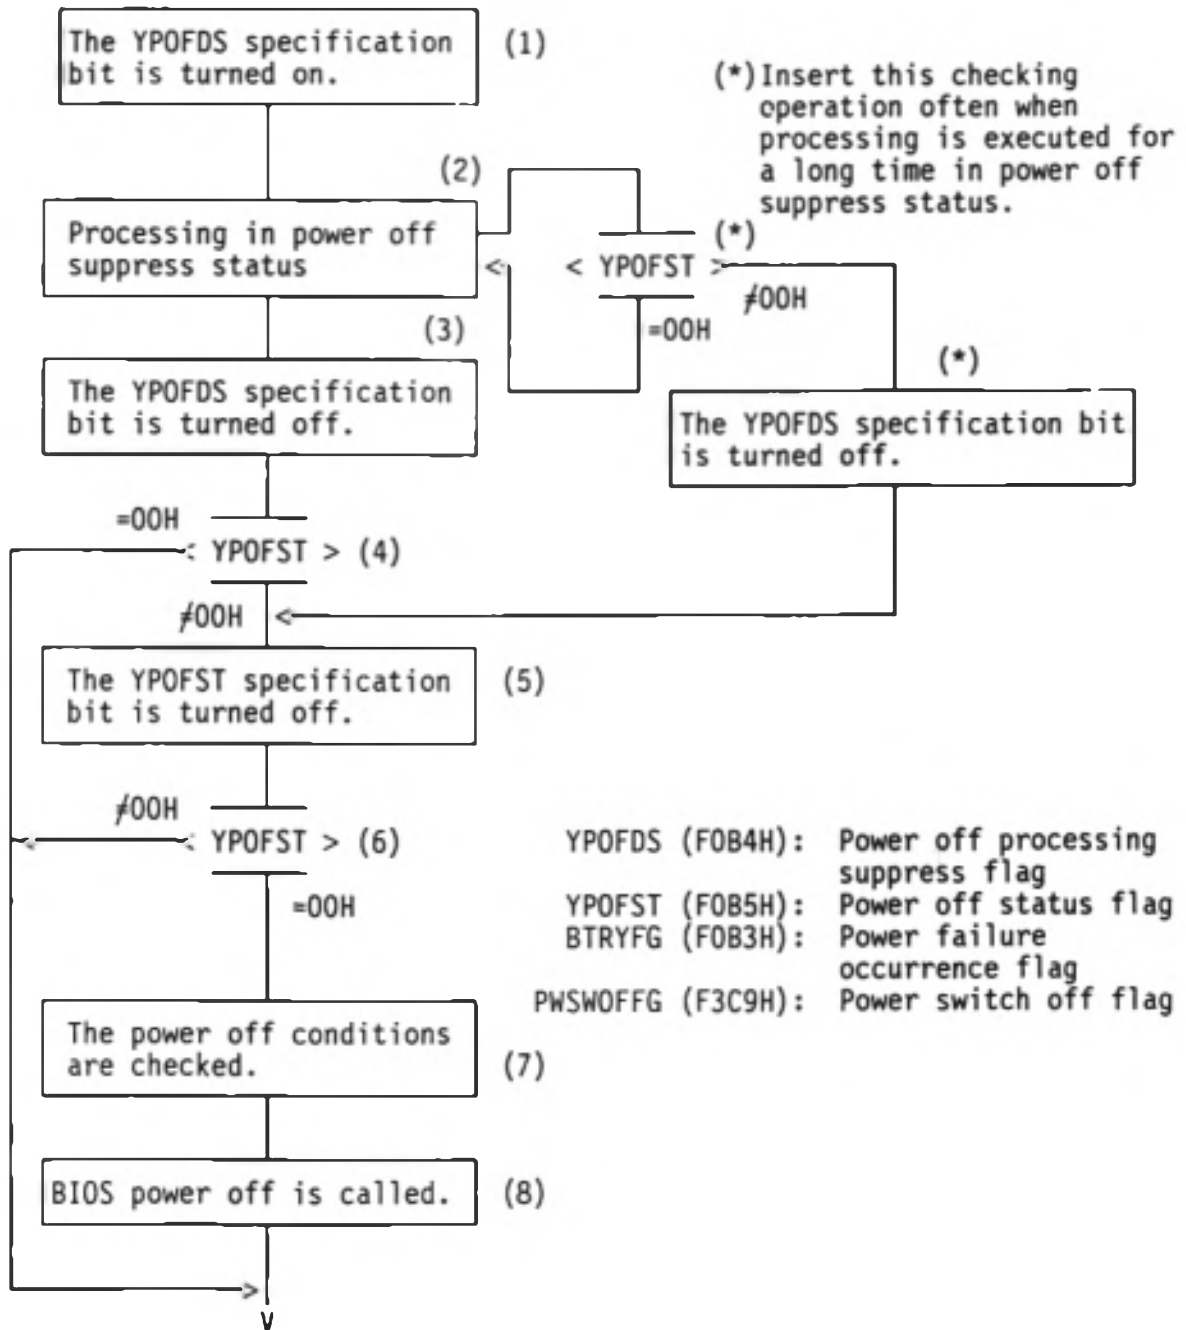 The YPOFDS specification
bit is turned on.
(1)
(*)Insert this checking
operation often when
processing is executed for
a long time in power off
suppress status.
(2)
Processing in power off
suppress status
(*)
< YPOFST >
≠00H
=00H
(3)
The YPOFDS specification
bit is turned off.
(*)
The YPOFDS specification bit
is turned off.
=00H
< YPOFST > (4)
≠00H
The YPOFST specification
bit is turned off.
(5)
≠00H
< YPOFST > (6)
=00H
YPOFDS (F0B4H): Power off processing
suppress flag
YPOFST (F0B5H): Power off status flag
BTRYFG (F0B3H): Power failure
occurrence flag
PWSWOFFG (F3C9H): Power switch off flag
The power off conditions
are checked.
(7)
BIOS power off is called.
(8)